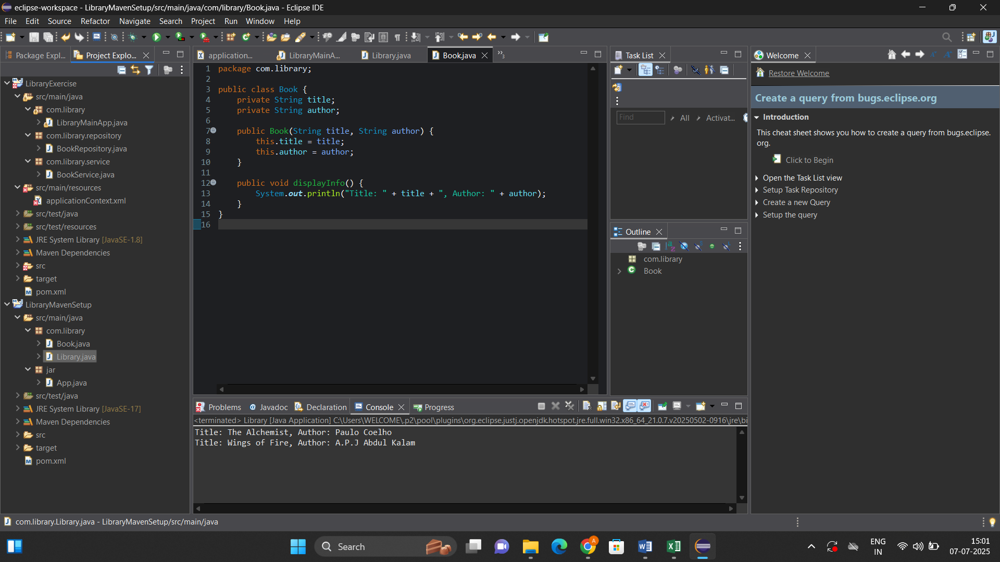 eclipse-workspace - LibraryMavenSetup/src/main/java/com/library/Book.java - Eclipse IDE
File Edit Source Refactor Navigate Search Project Run Window Help
Package Expl... Project Explo...
LibraryExercise
src/main/java
com.library
LibraryMainApp.java
com.library.repository
BookRepository.java
com.library.service
BookService.java
src/main/resources
applicationContext.xml
src/test/java
src/test/resources
JRE System Library [JavaSE-1.8]
Maven Dependencies
src
target
pom.xml
LibraryMavenSetup
src/main/java
com.library
Book.java
Library.java
jar
App.java
src/test/java
JRE System Library [JavaSE-17]
Maven Dependencies
src
target
pom.xml
application... LibraryMainA... Library.java Book.java 3
1 package com.library;
2
3 public class Book {
4     private String title;
5     private String author;
6
7     public Book(String title, String author) {
8         this.title = title;
9         this.author = author;
10     }
11
12     public void displayInfo() {
13         System.out.println("Title: " + title + ", Author: " + author);
14     }
15 }
16
Task List
Find All Activat...
Outline
com.library
Book
Welcome
Restore Welcome
Create a query from bugs.eclipse.org
Introduction
This cheat sheet shows you how to create a query from bugs.eclipse.
org.
Click to Begin
Open the Task List view
Setup Task Repository
Create a new Query
Setup the query
Problems Javadoc Declaration Console Progress
<terminated> Library [Java Application] C:\Users\WELCOME\.p2\pool\plugins\org.eclipse.justj.openjdk.hotspot.jre.full.win32.x86_64_21.0.7.v20250502-0916\jre\bi
Title: The Alchemist, Author: Paulo Coelho
Title: Wings of Fire, Author: A.P.J Abdul Kalam
com.library.Library.java - LibraryMavenSetup/src/main/java
Search
ENG
IN
15:01
07-07-2025